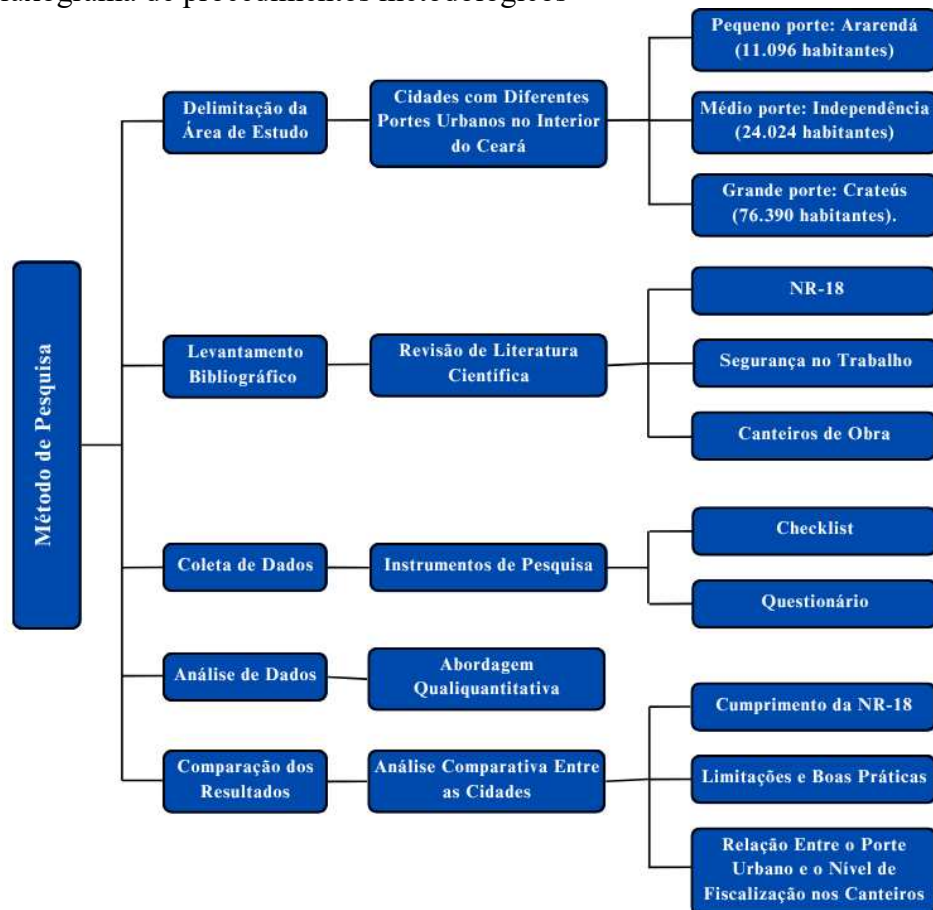 de procedimentos metodológicos
Pequeno porte: Ararendá
(11.096 habitantes)
Delimitação da
Área de Estudo
Cidades com Diferentes
Portes Urbanos no Interior
do Ceará
Médio porte: Independência
(24.024 habitantes)
Grande porte: Crateús
(76.390 habitantes).
Método de Pesquisa
NR-18
Levantamento
Bibliográfico
Revisão de Literatura
Científica
Segurança no Trabalho
Canteiros de Obra
Checklist
Coleta de Dados
Instrumentos de Pesquisa
Questionário
Análise de Dados
Abordagem
Qualiquantitativa
Cumprimento da NR-18
Comparação dos
Resultados
Análise Comparativa Entre
as Cidades
Limitações e Boas Práticas
Relação Entre o Porte
Urbano e o Nível de
Fiscalização nos Canteiros